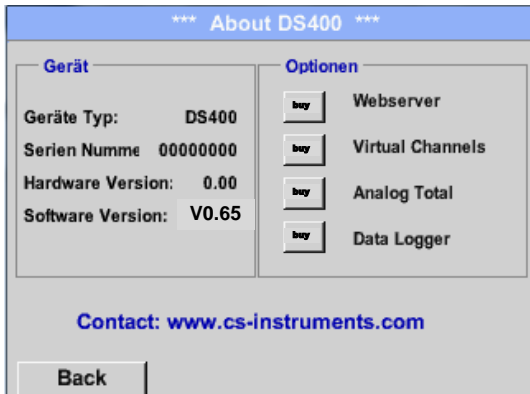 *** About DS400 ***
Gerät
Geräte Typ: DS400
Serien Numme 00000000
Hardware Version: 0.00
Software Version: V0.65
Optionen
buy Webserver
buy Virtual Channels
buy Analog Total
buy Data Logger
Contact: www.cs-instruments.com
Back